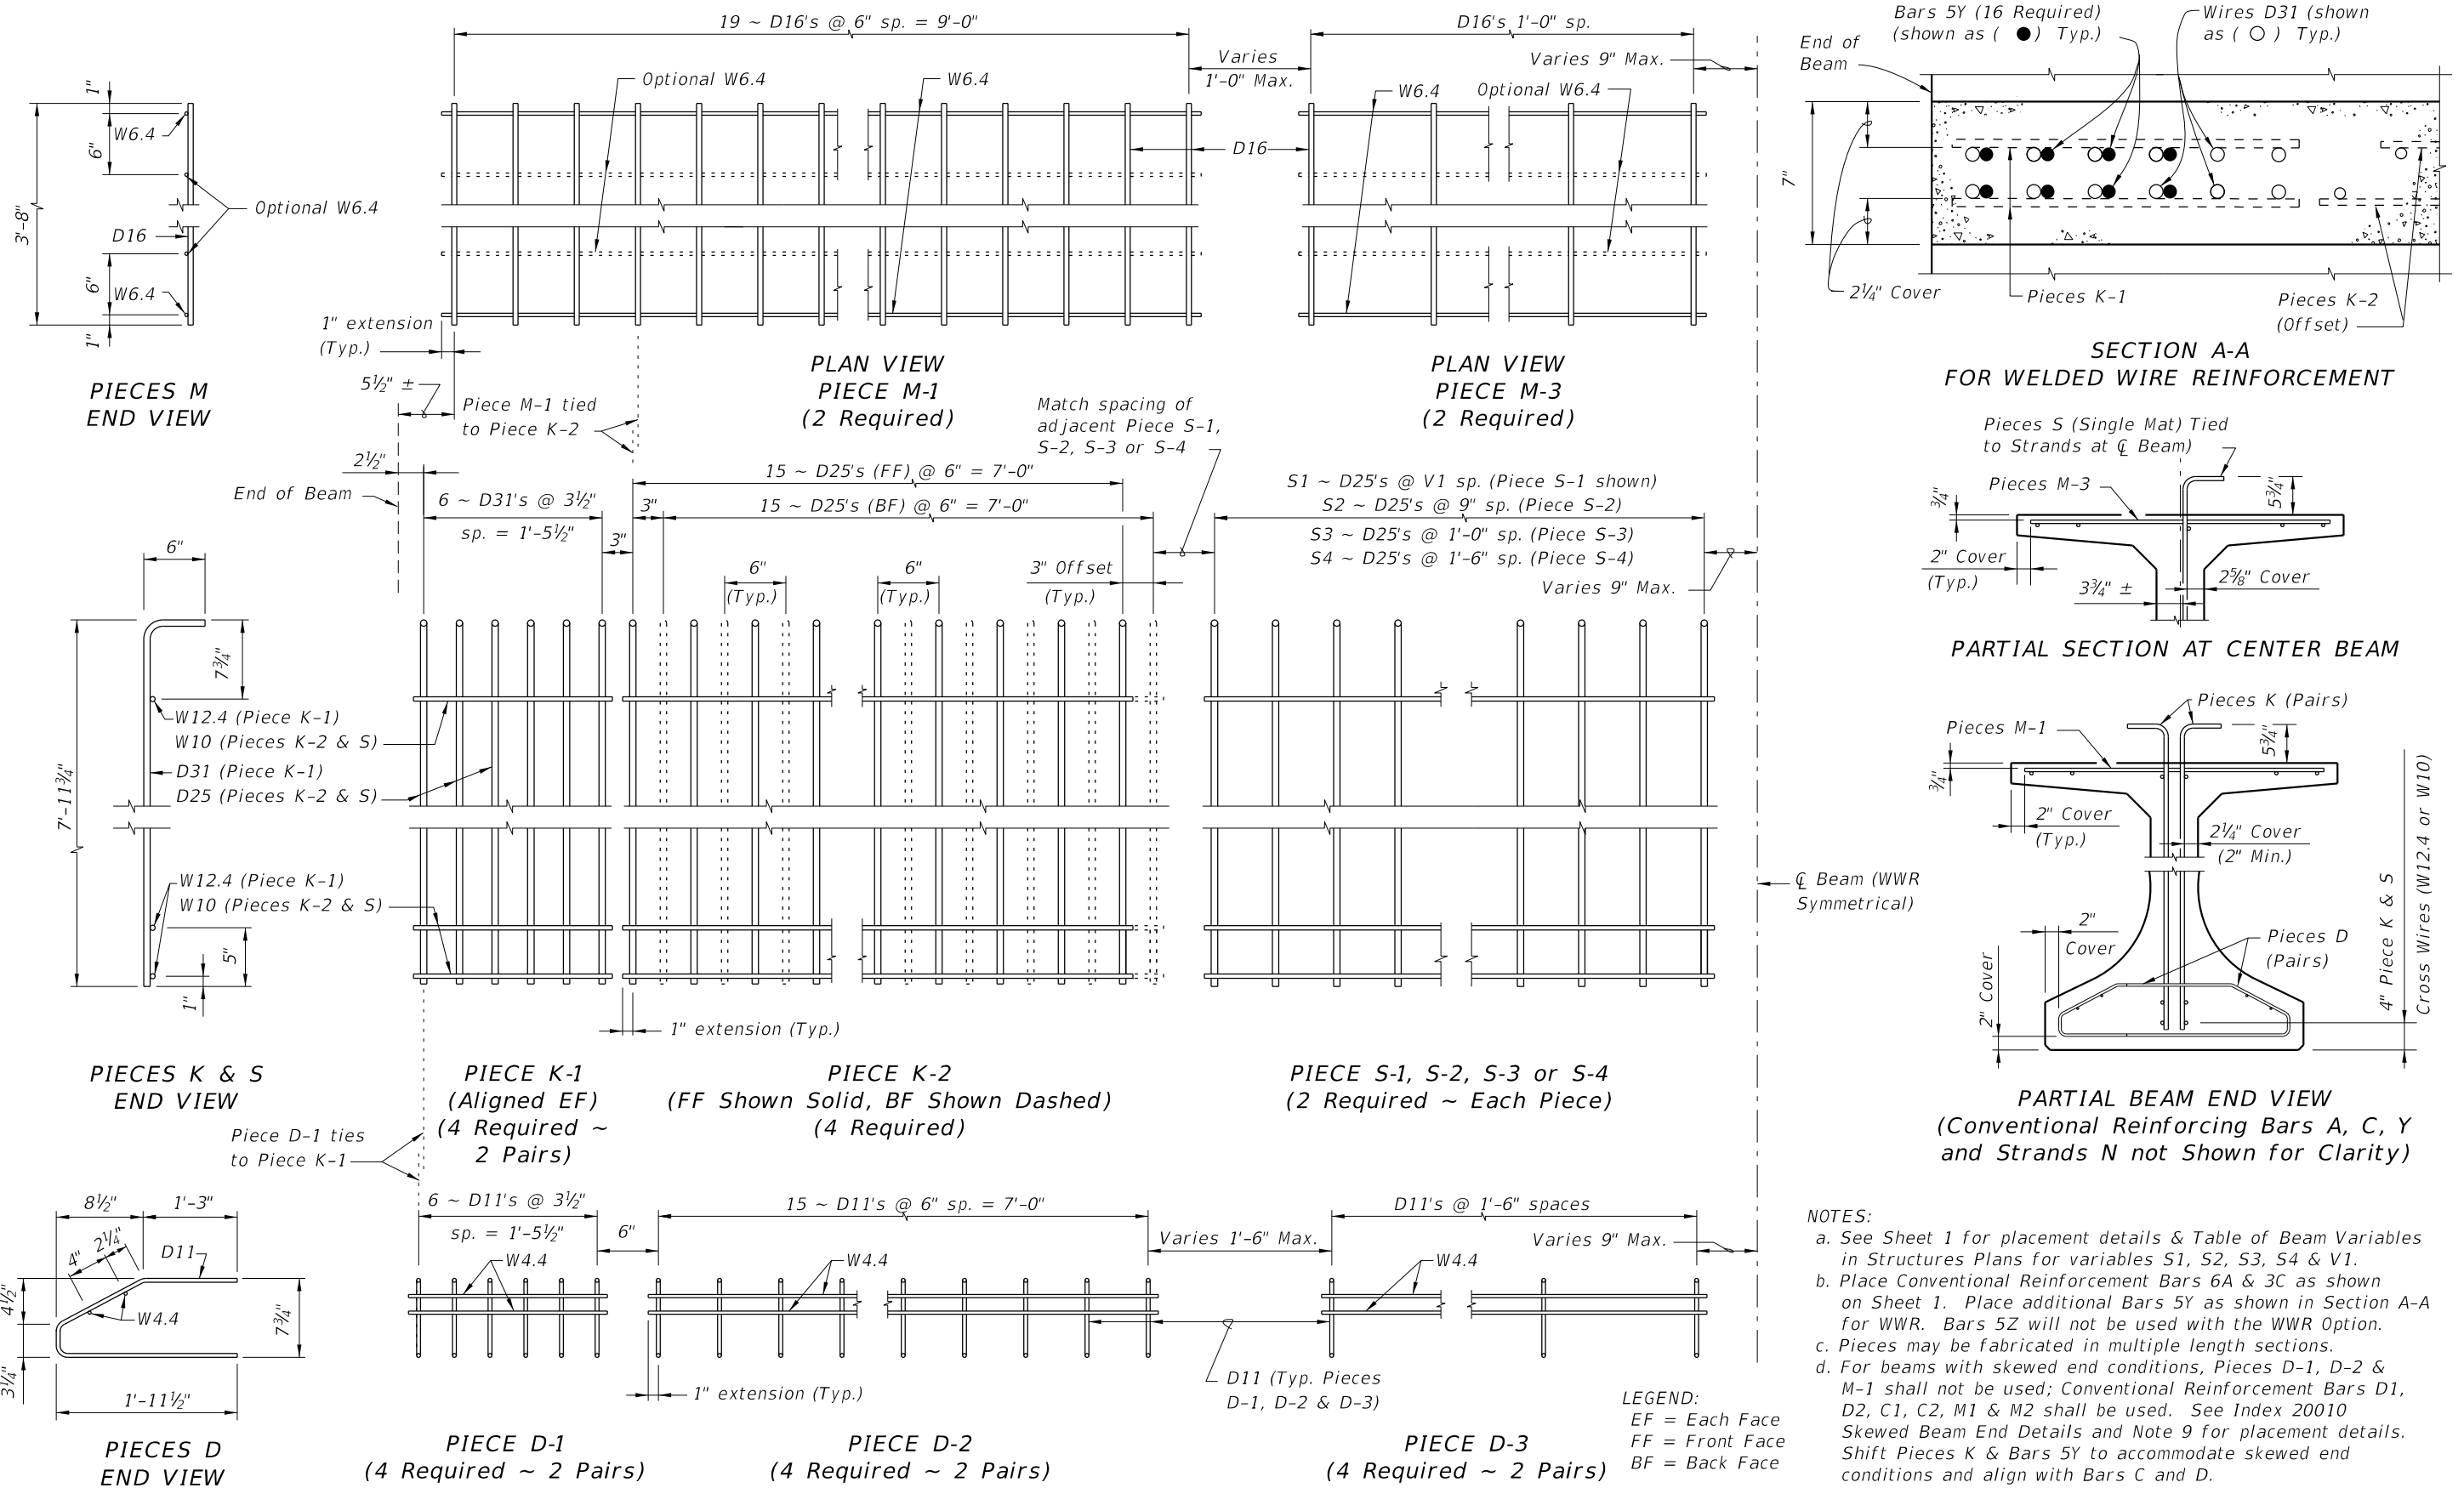 19 ~ D16's @ 6" sp. = 9'-0"
D16's 1'-0" sp.
Varies
1'-0" Max.
Varies 9" Max.
Optional W6.4
W6.4
W6.4
Optional W6.4
D16
1"
W6.4
6"
3'-8"
Optional W6.4
D16
6"
W6.4
1"
PIECES M
END VIEW
1" extension
(Typ.)
5½" ±
PLAN VIEW
PIECE M-1
(2 Required)
PLAN VIEW
PIECE M-3
(2 Required)
Bars 5Y (16 Required)
(shown as ( ● ) Typ.)
Wires D31 (shown
as ( ○ ) Typ.)
End of
Beam
7"
2¼" Cover
Pieces K-1
Pieces K-2
(Offset)
SECTION A-A
FOR WELDED WIRE REINFORCEMENT
Piece M-1 tied
to Piece K-2
Match spacing of
adjacent Piece S-1,
S-2, S-3 or S-4
2½"
End of Beam
6 ~ D31's @ 3½"
sp. = 1'-5½"
3"
15 ~ D25's (FF) @ 6" = 7'-0"
3"
15 ~ D25's (BF) @ 6" = 7'-0"
S1 ~ D25's @ V1 sp. (Piece S-1 shown)
S2 ~ D25's @ 9" sp. (Piece S-2)
S3 ~ D25's @ 1'-0" sp. (Piece S-3)
S4 ~ D25's @ 1'-6" sp. (Piece S-4)
Varies 9" Max.
6"
(Typ.)
6"
(Typ.)
3" Offset
(Typ.)
6"
7¾"
7'-11¾"
W12.4 (Piece K-1)
W10 (Pieces K-2 & S)
D31 (Piece K-1)
D25 (Pieces K-2 & S)
W12.4 (Piece K-1)
W10 (Pieces K-2 & S)
5"
1"
1" extension (Typ.)
℄ Beam (WWR
Symmetrical)
PIECES K & S
END VIEW
PIECE K-1
(Aligned EF)
(4 Required ~
2 Pairs)
PIECE K-2
(FF Shown Solid, BF Shown Dashed)
(4 Required)
PIECE S-1, S-2, S-3 or S-4
(2 Required ~ Each Piece)
Pieces S (Single Mat) Tied
to Strands at ℄ Beam)
Pieces M-3
¾"
5¾"
2" Cover
(Typ.)
3¾" ±
2⅝" Cover
PARTIAL SECTION AT CENTER BEAM
Pieces K (Pairs)
Pieces M-1
5¾"
¾"
2" Cover
(Typ.)
2¼" Cover
(2" Min.)
2"
Cover
Pieces D
(Pairs)
2" Cover
4" Piece K & S
Cross Wires (W12.4 or W10)
PARTIAL BEAM END VIEW
(Conventional Reinforcing Bars A, C, Y
and Strands N not Shown for Clarity)
Piece D-1 ties
to Piece K-1
8½"
1'-3"
2¼"
4"
D11
4½"
W4.4
7¾"
3¼"
1'-11½"
PIECES D
END VIEW
6 ~ D11's @ 3½"
sp. = 1'-5½"
6"
W4.4
15 ~ D11's @ 6" sp. = 7'-0"
W4.4
Varies 1'-6" Max.
D11's @ 1'-6" spaces
Varies 9" Max.
W4.4
1" extension (Typ.)
D11 (Typ. Pieces
D-1, D-2 & D-3)
PIECE D-1
(4 Required ~ 2 Pairs)
PIECE D-2
(4 Required ~ 2 Pairs)
PIECE D-3
(4 Required ~ 2 Pairs)
LEGEND:
EF = Each Face
FF = Front Face
BF = Back Face
NOTES:
a. See Sheet 1 for placement details & Table of Beam Variables
in Structures Plans for variables S1, S2, S3, S4 & V1.
b. Place Conventional Reinforcement Bars 6A & 3C as shown
on Sheet 1. Place additional Bars 5Y as shown in Section A-A
for WWR. Bars 5Z will not be used with the WWR Option.
c. Pieces may be fabricated in multiple length sections.
d. For beams with skewed end conditions, Pieces D-1, D-2 &
M-1 shall not be used; Conventional Reinforcement Bars D1,
D2, C1, C2, M1 & M2 shall be used. See Index 20010
Skewed Beam End Details and Note 9 for placement details.
Shift Pieces K & Bars 5Y to accommodate skewed end
conditions and align with Bars C and D.